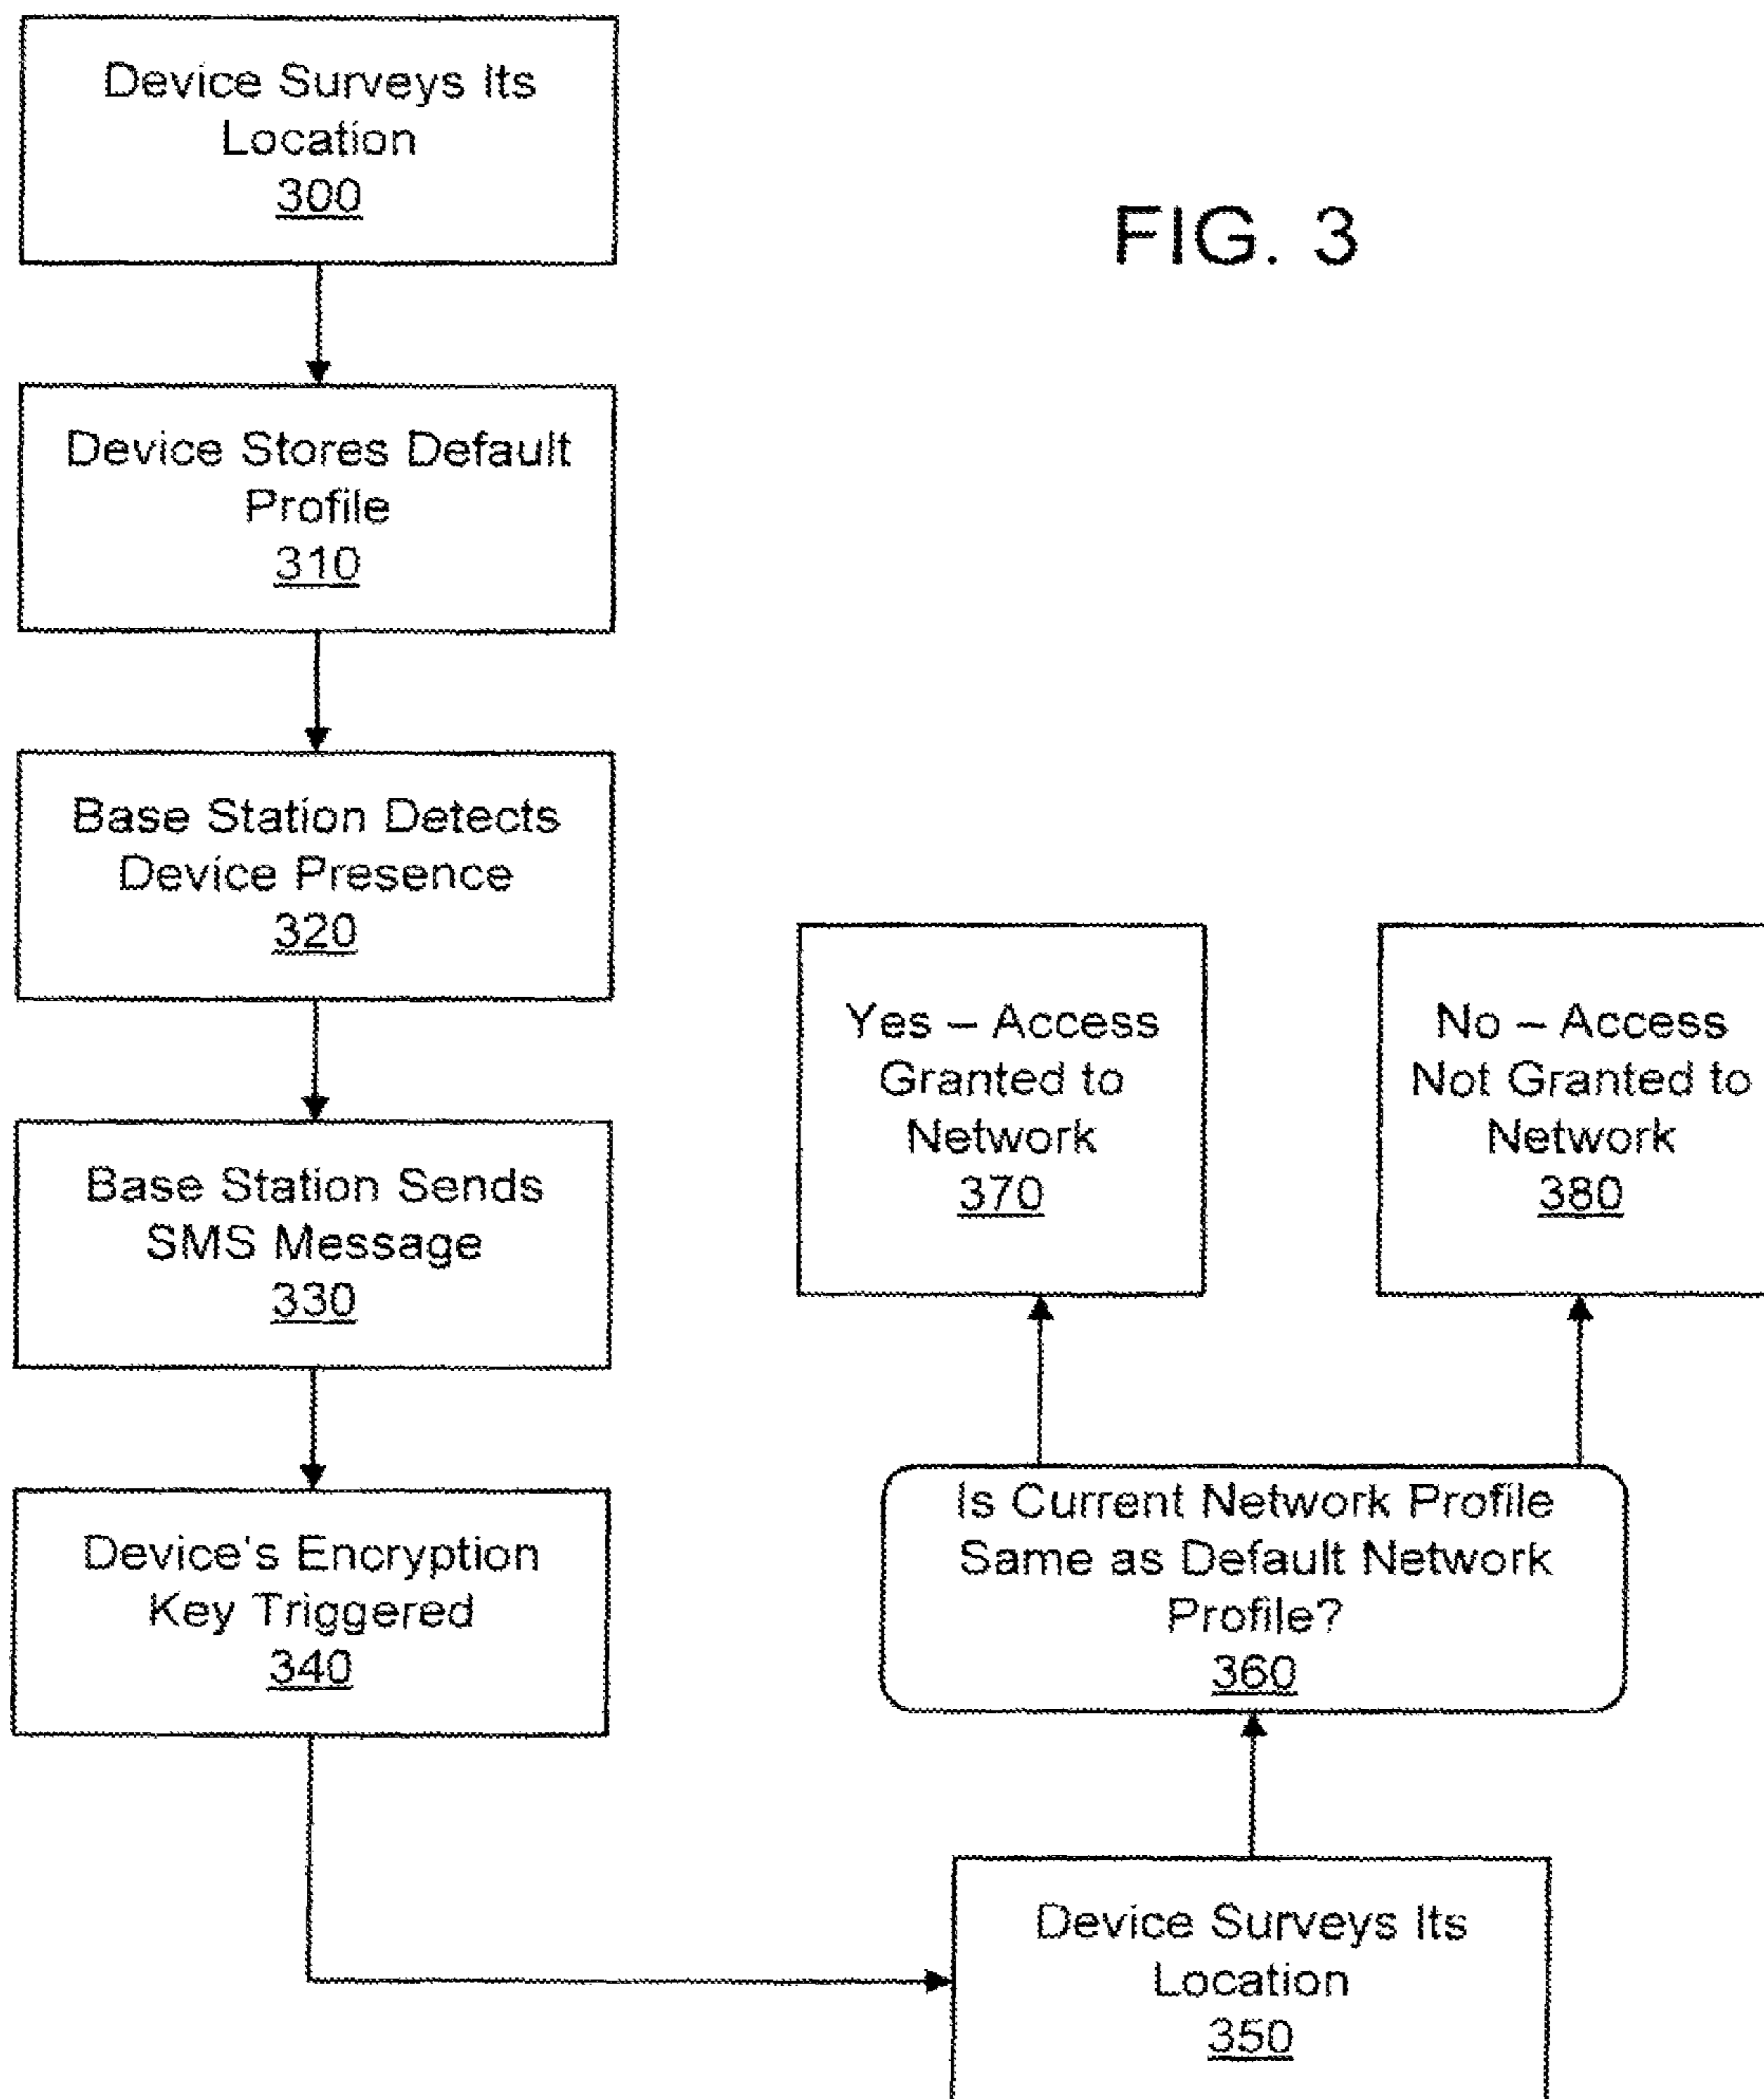 FIG. 3
Device Surveys Its
Location
300
Device Stores Default
Profile
310
Base Station Detects
Device Presence
320
Base Station Sends
SMS Message
330
Device's Encryption
Key Triggered
340
Device Surveys Its
Location
350
Is Current Network Profile
Same as Default Network
Profile?
360
Yes – Access
Granted to
Network
370
No – Access
Not Granted to
Network
380